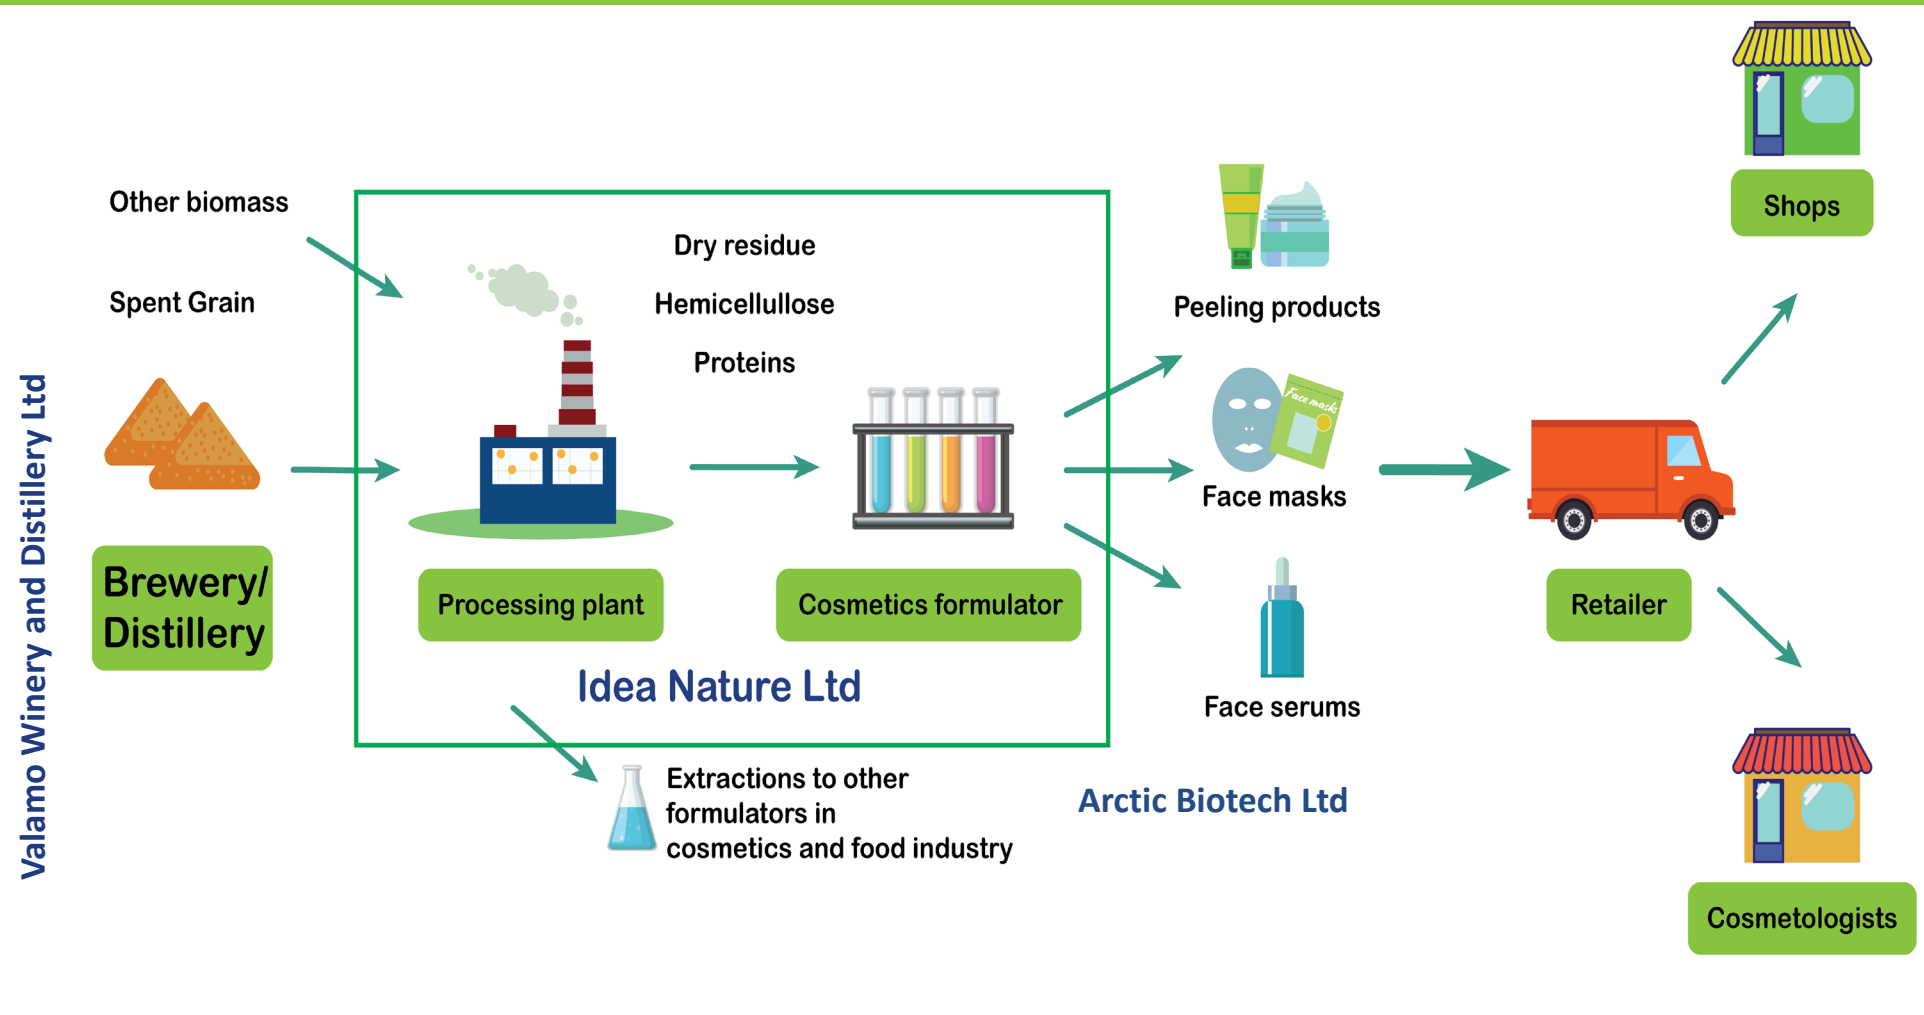 Valamo Winery and Distillery Ltd
Other biomass
Spent Grain
Brewery/
Distillery
Dry residue
Hemicellullose
Proteins
Processing plant
Cosmetics formulator
Idea Nature Ltd
Extractions to other
formulators in
cosmetics and food industry
Peeling products
Face masks
Face masks
Face serums
Arctic Biotech Ltd
Retailer
Shops
Cosmetologists